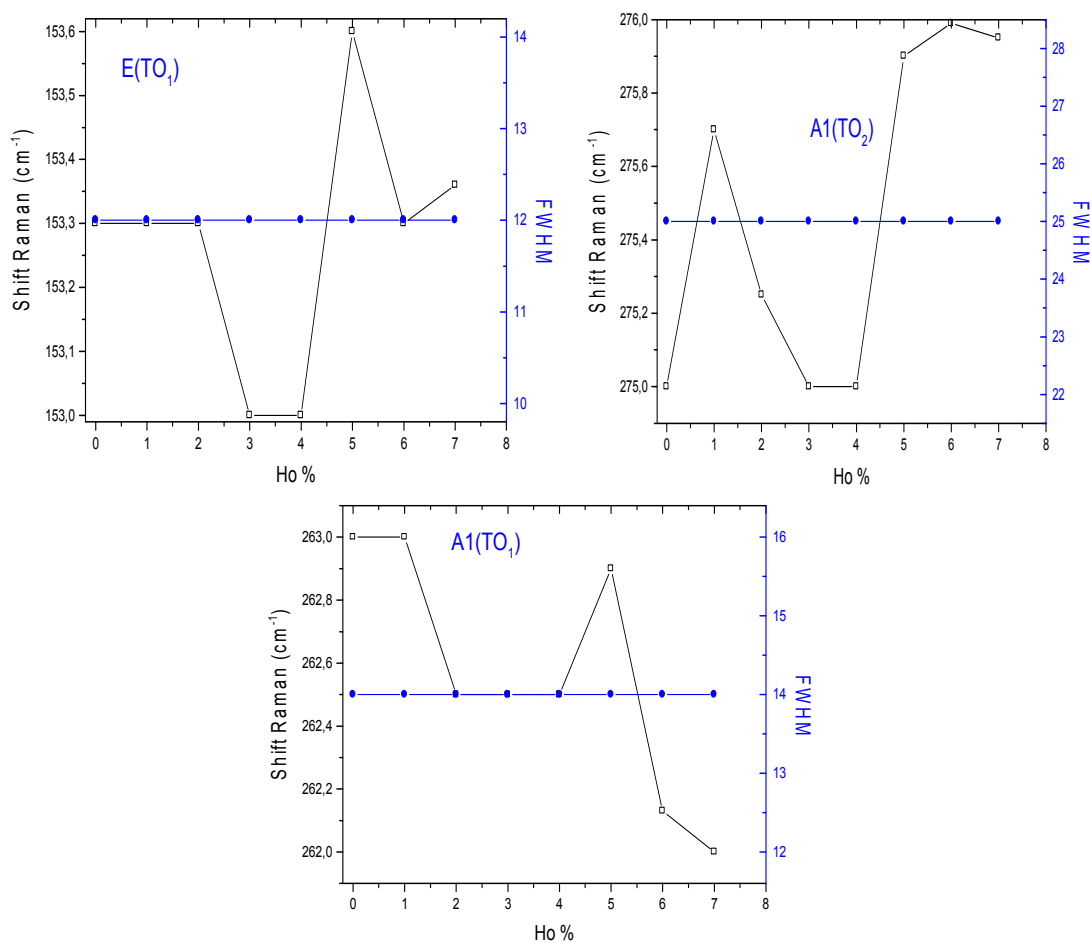 E(TO₁)
Shift Raman (cm⁻¹)
153,6
153,5
153,4
153,3
153,2
153,1
153,0
14
13
12
11
10
FWHM
0 1 2 3 4 5 6 7 8
Ho %
A1(TO₂)
Shift Raman (cm⁻¹)
276,0
275,8
275,6
275,4
275,2
275,0
28
27
26
25
24
23
22
FWHM
0 1 2 3 4 5 6 7 8
Ho %
A1(TO₁)
Shift Raman (cm⁻¹)
263,0
262,8
262,6
262,4
262,2
262,0
16
15
14
13
12
FWHM
0 1 2 3 4 5 6 7 8
Ho %